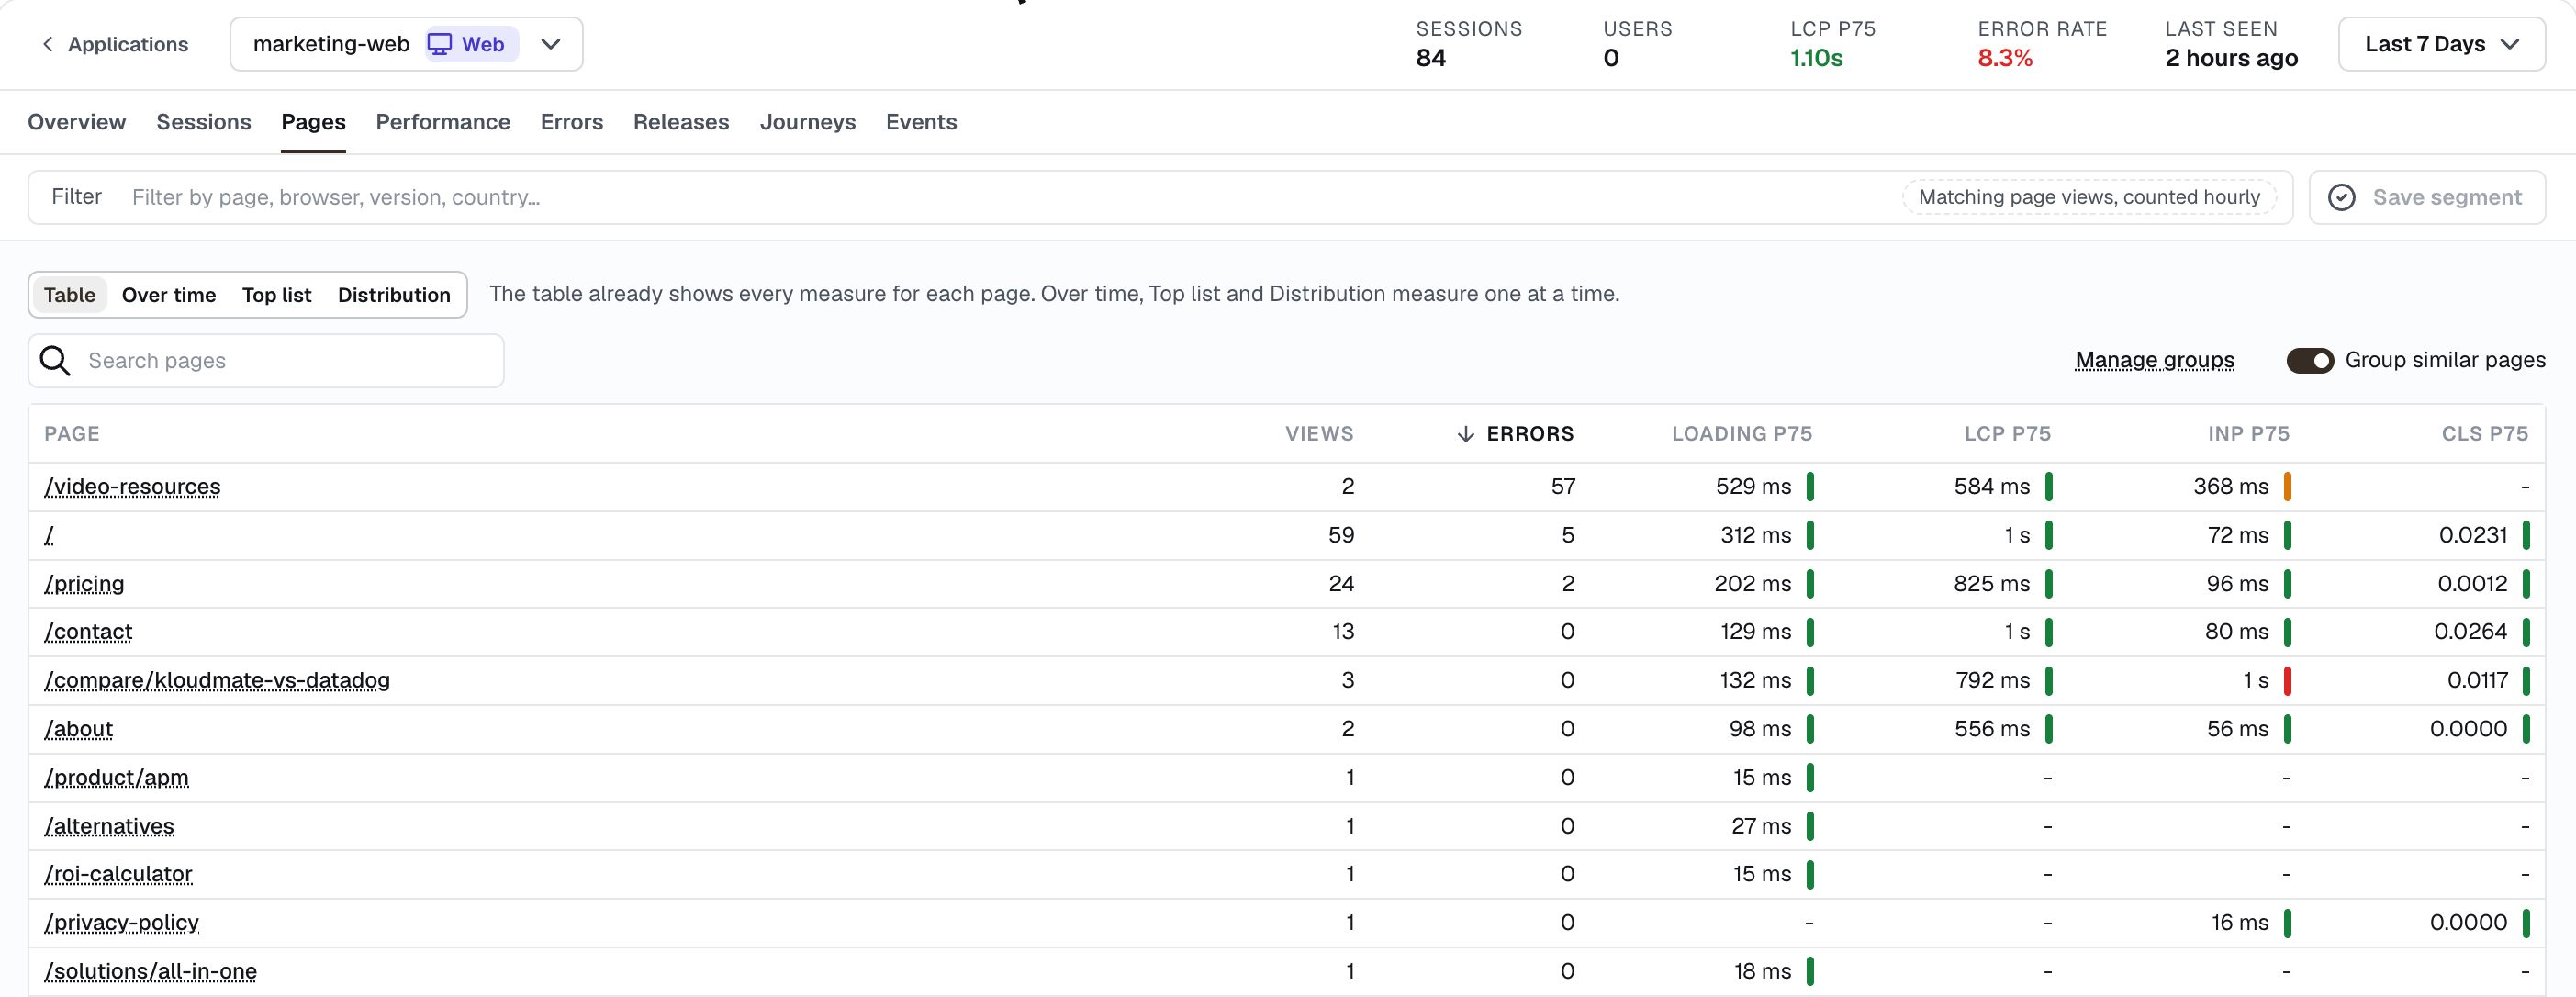 Applications
marketing-web Web
SESSIONS USERS LCP P75 ERROR RATE LAST SEEN
84 0 1.10s 8.3% 2 hours ago
Last 7 Days
Overview Sessions Pages Performance Errors Releases Journeys Events
Filter Filter by page, browser, version, country... Matching page views, counted hourly Save segment
Table Over time Top list Distribution The table already shows every measure for each page. Over time, Top list and Distribution measure one at a time.
Search pages Manage groups Group similar pages
PAGE VIEWS ERRORS LOADING P75 LCP P75 INP P75 CLS P75
/video-resources 2 57 529 ms 584 ms 368 ms -
/ 59 5 312 ms 1 s 72 ms 0.0231
/pricing 24 2 202 ms 825 ms 96 ms 0.0012
/contact 13 0 129 ms 1 s 80 ms 0.0264
/compare/kloudmate-vs-datadog 3 0 132 ms 792 ms 1 s 0.0117
/about 2 0 98 ms 556 ms 56 ms 0.0000
/product/apm 1 0 15 ms - - -
/alternatives 1 0 27 ms - - -
/roi-calculator 1 0 15 ms - - -
/privacy-policy 1 0 - - 16 ms 0.0000
/solutions/all-in-one 1 0 18 ms - - -